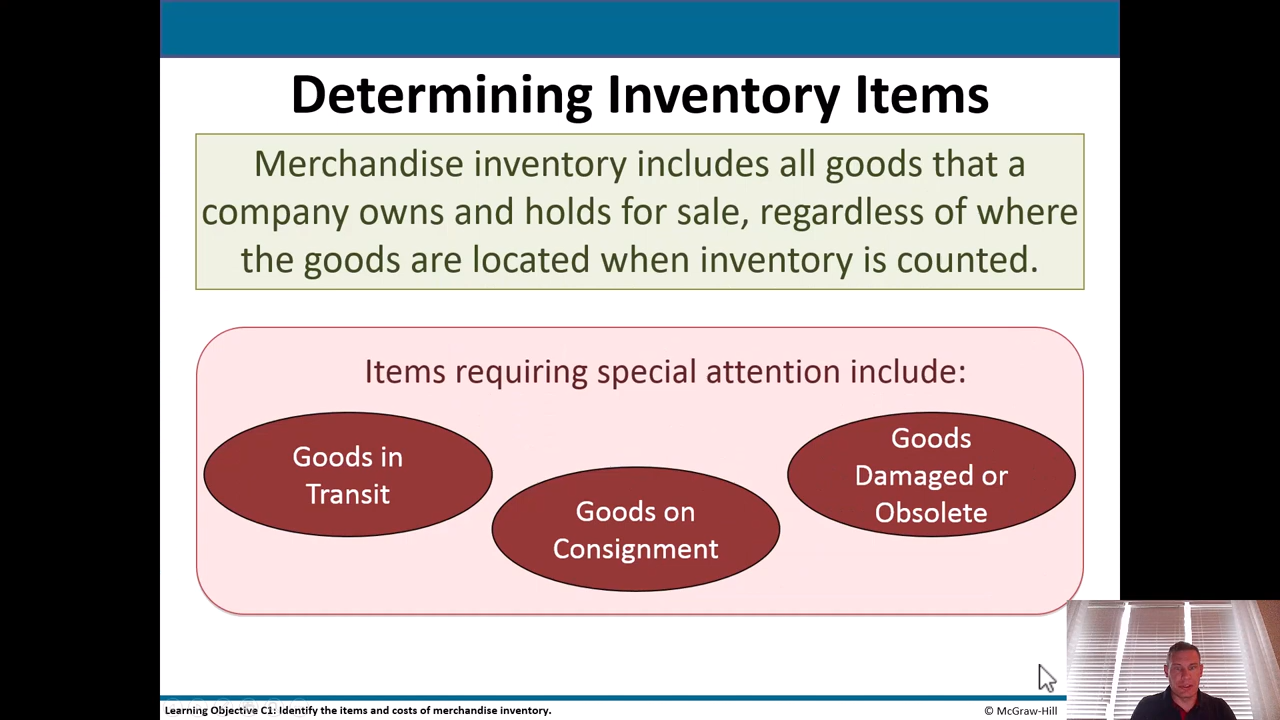 Determining Inventory Items
Merchandise inventory includes all goods that a
company owns and holds for sale, regardless of where
the goods are located when inventory is counted.
Items requiring special attention include:
Goods in
Transit
Goods on
Consignment
Goods
Damaged or
Obsolete
Learning Objective C1: Identify the items and costs of merchandise inventory.
© McGraw-Hill